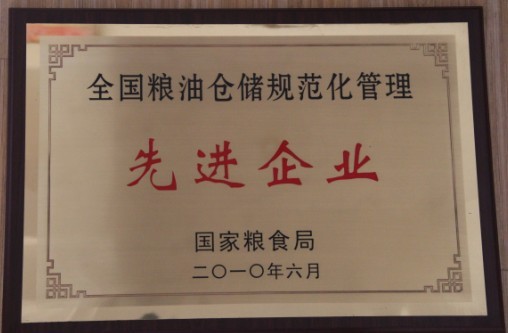 全国粮油仓储规范化管理
先进企业
国家粮食局
二〇一〇年六月